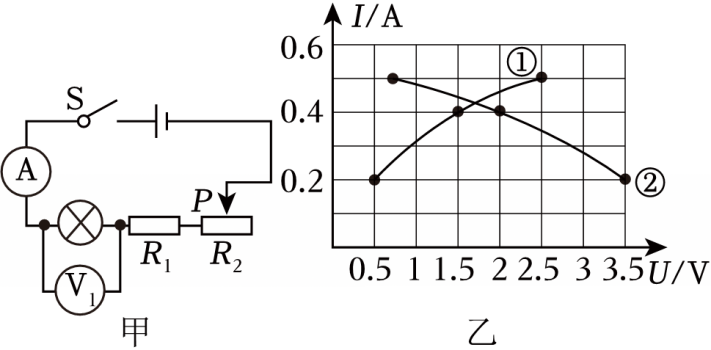 S
A
P
R₁
R₂
V₁
甲
I/A
0.6
0.4
0.2
①
②
0.5 1 1.5 2 2.5 3 3.5 U/V
乙